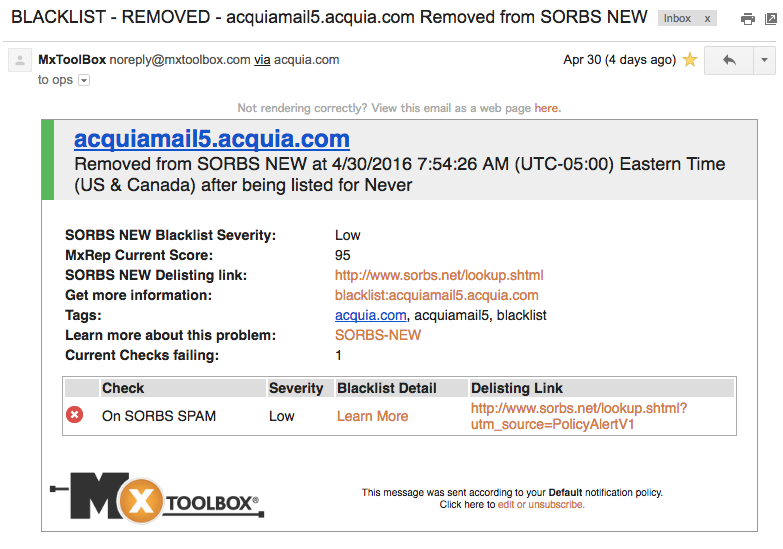 BLACKLIST - REMOVED - acquiamail5.acquia.com Removed from SORBS NEW Inbox x
MxToolBox noreply@mxtoolbox.com via acquia.com Apr 30 (4 days ago)
to ops
Not rendering correctly? View this email as a web page here.
acquiamail5.acquia.com
Removed from SORBS NEW at 4/30/2016 7:54:26 AM (UTC-05:00) Eastern Time
(US & Canada) after being listed for Never
SORBS NEW Blacklist Severity: Low
MxRep Current Score: 95
SORBS NEW Delisting link: http://www.sorbs.net/lookup.shtml
Get more information: blacklist:acquiamail5.acquia.com
Tags: acquia.com, acquiamail5, blacklist
Learn more about this problem: SORBS-NEW
Current Checks failing: 1
Check Severity Blacklist Detail Delisting Link
On SORBS SPAM Low Learn More http://www.sorbs.net/lookup.shtml?
utm_source=PolicyAlertV1
MX TOOLBOX®
This message was sent according to your Default notification policy.
Click here to edit or unsubscribe.